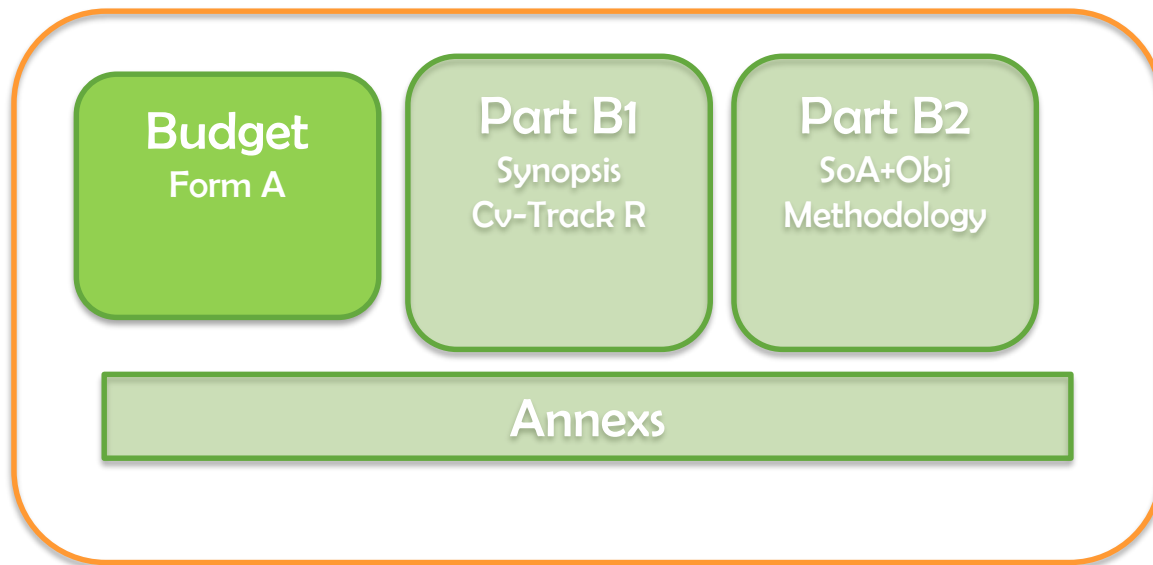 Budget
Form A
Part B1
Synopsis
Cv-Track R
Part B2
SoA+Obj
Methodology
Annexs